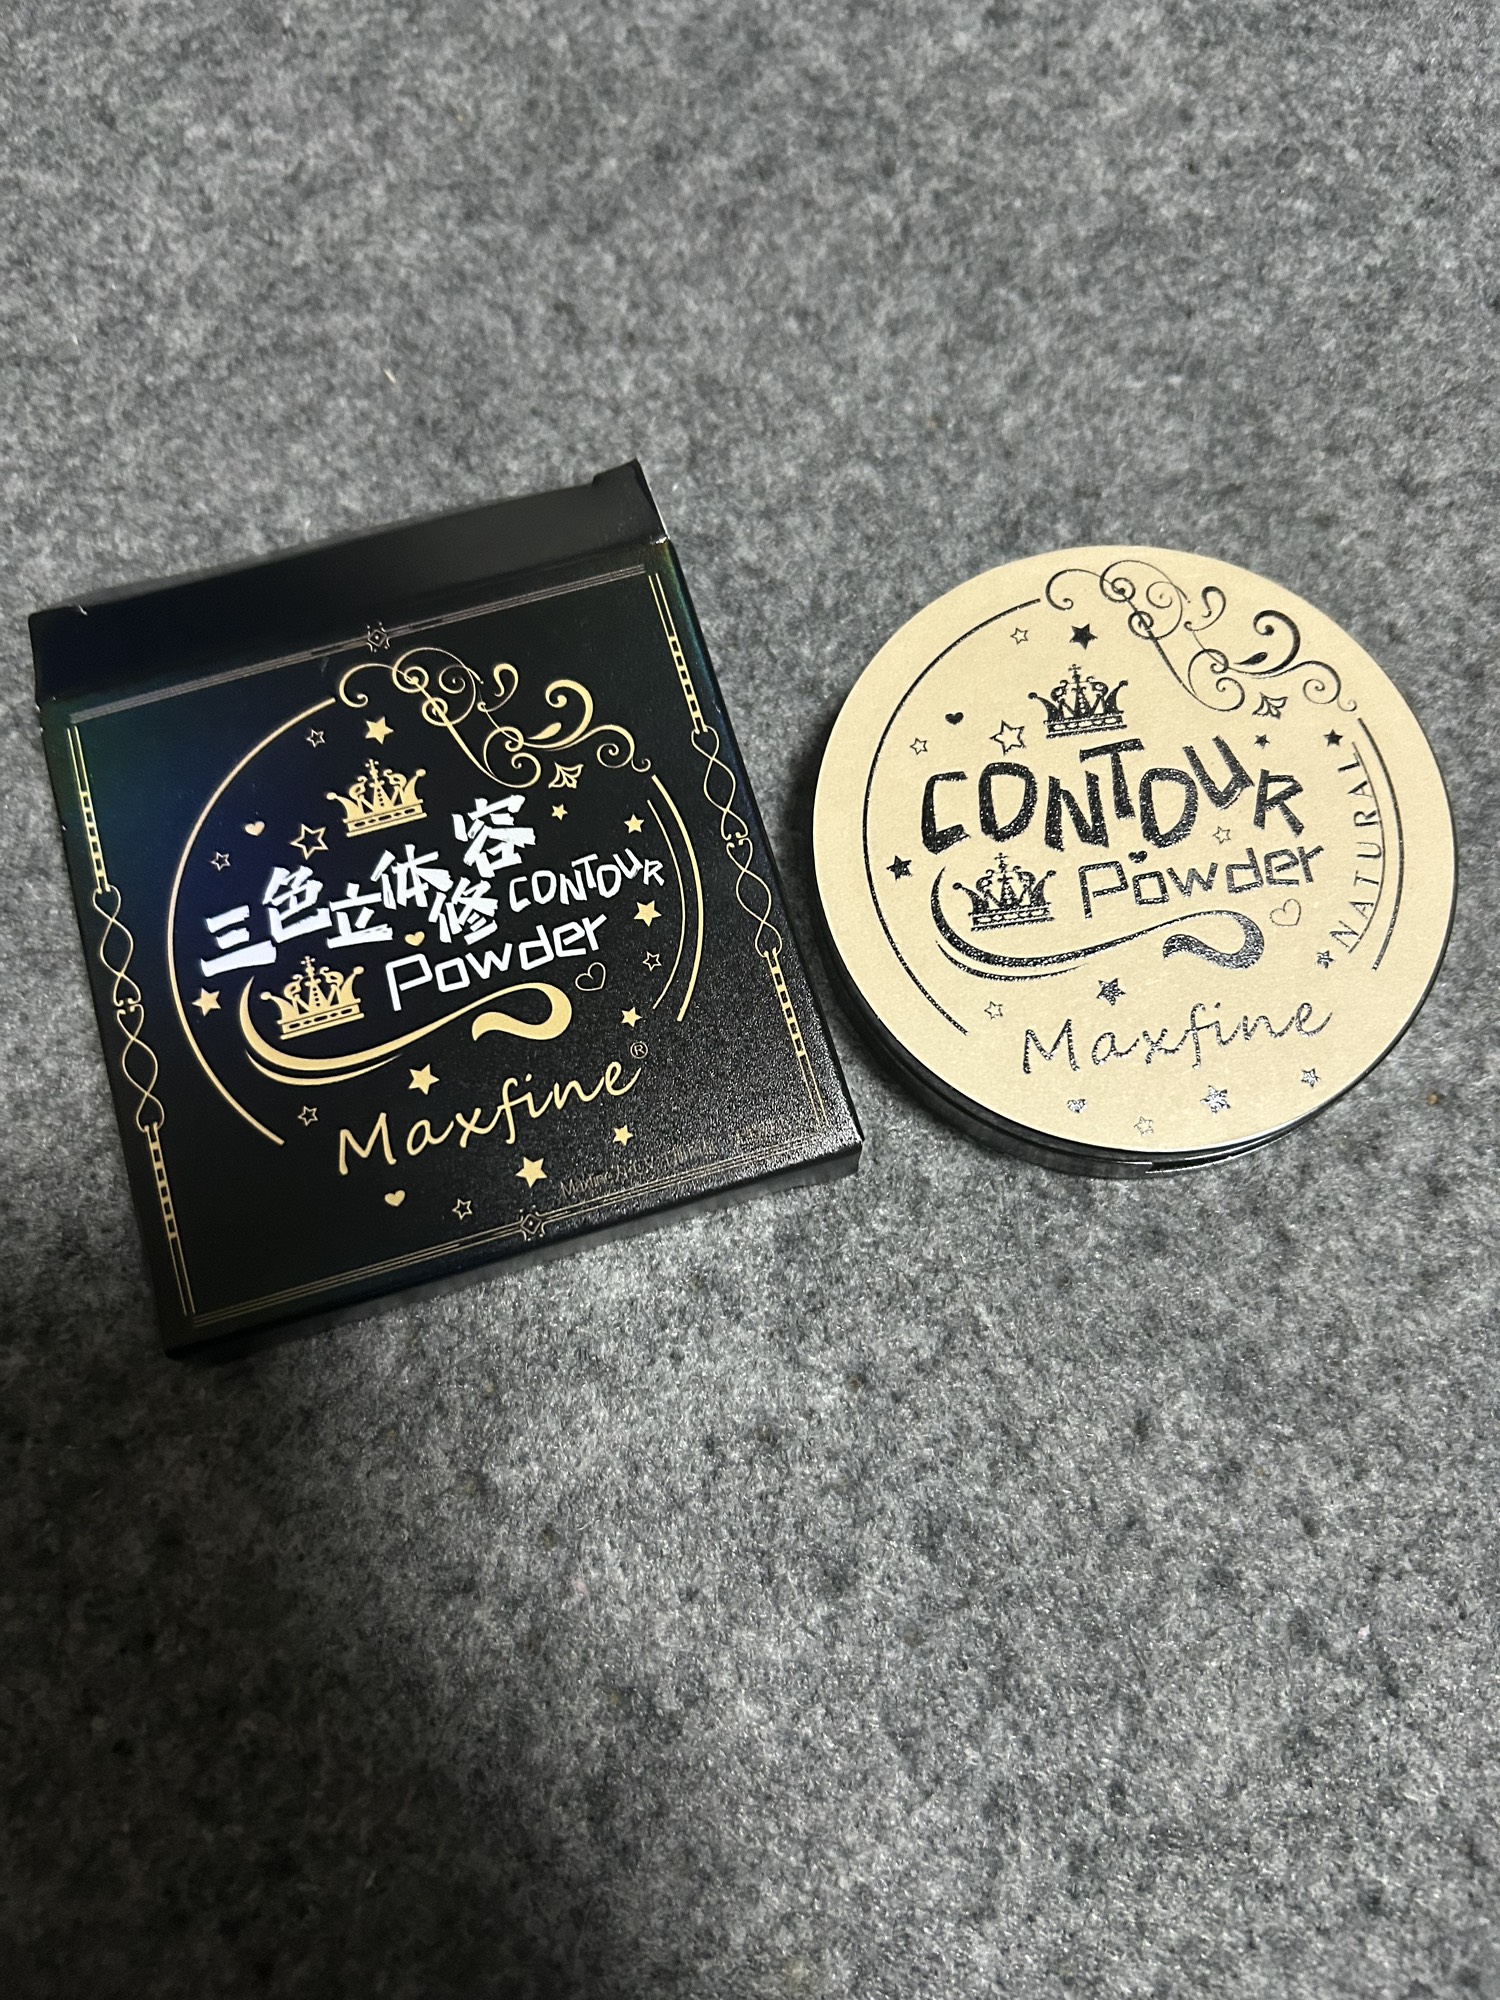 三色立体修容
CONTOUR
Powder
Maxfine®
CONTOUR
Powder
NATURAL
Maxfine